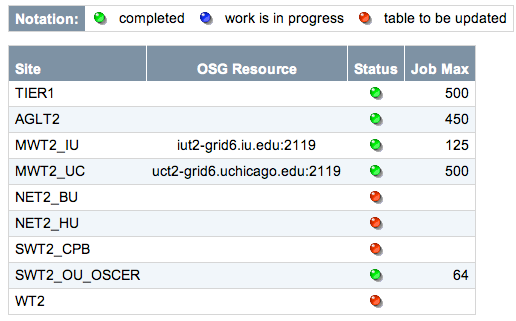 Notation: completed work is in progress table to be updated
Site OSG Resource Status Job Max
TIER1 500
AGLT2 450
MWT2_IU iut2-grid6.iu.edu:2119 125
MWT2_UC uct2-grid6.uchicago.edu:2119 500
NET2_BU
NET2_HU
SWT2_CPB
SWT2_OU_OSCER 64
WT2